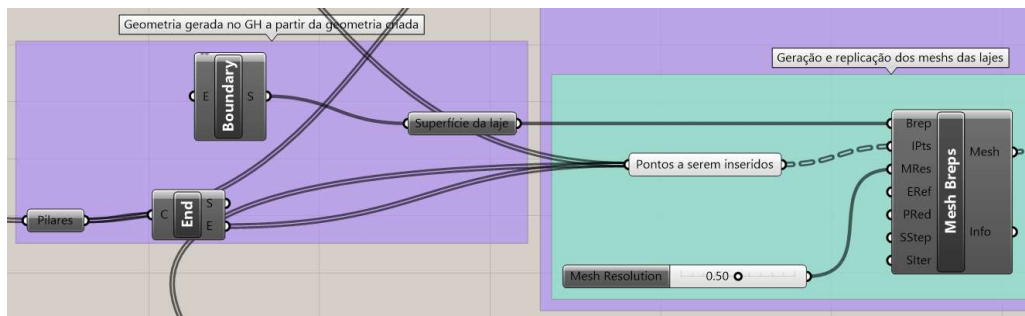 Geometria gerada no GH a partir da geometria criada
Geração e replicação dos meshs das lajes
E
Boundary
S
Superfície da laje
Pontos a serem inseridos
Pilares
C
End
S
E
Mesh Resolution
0.50
Brep
IPts
MRes
ERef
PRed
SStep
SIter
Mesh Breps
Mesh
Info